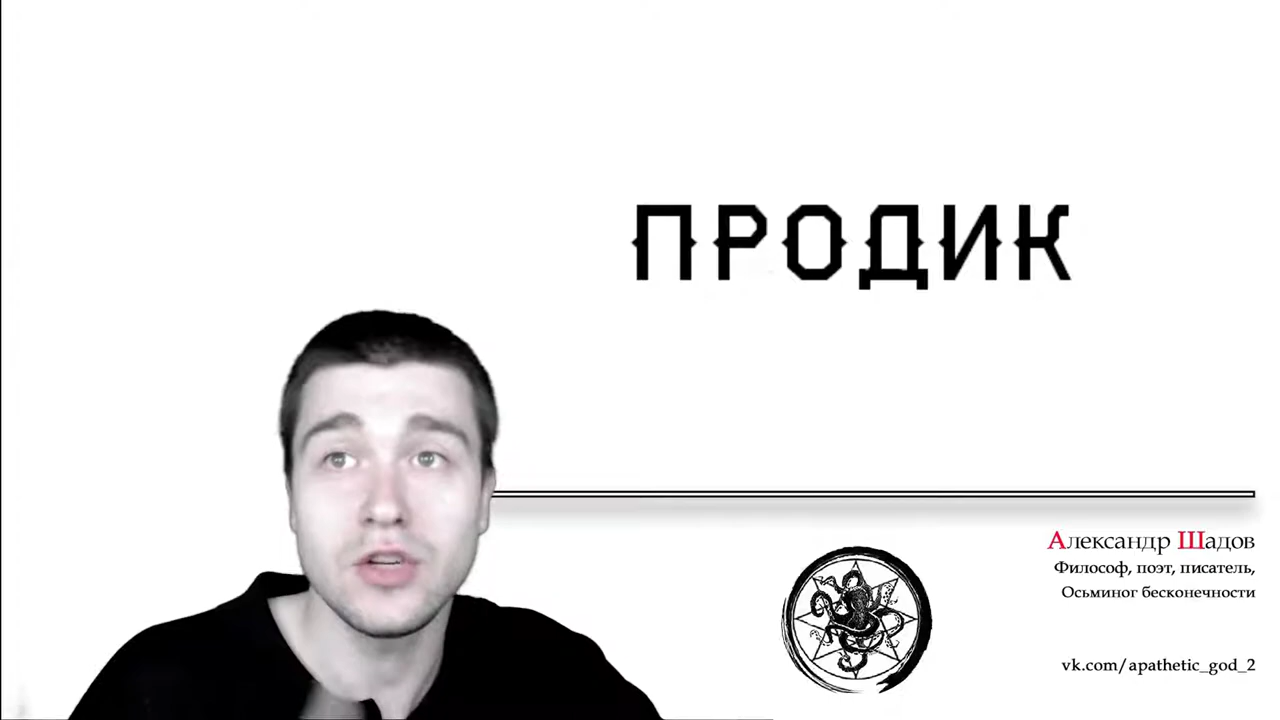 ПРОДИК
Александр Шадов
Философ, поэт, писатель,
Осьминог бесконечности
vk.com/apathetic_god_2